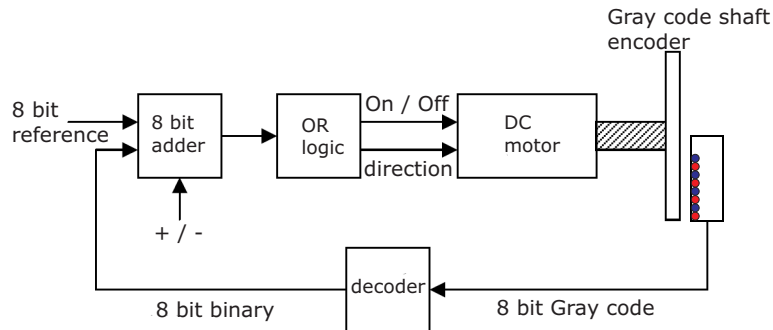 Gray code shaft
encoder
8 bit
reference
8 bit
adder
OR
logic
On / Off
direction
DC
motor
+ / -
decoder
8 bit binary
8 bit Gray code